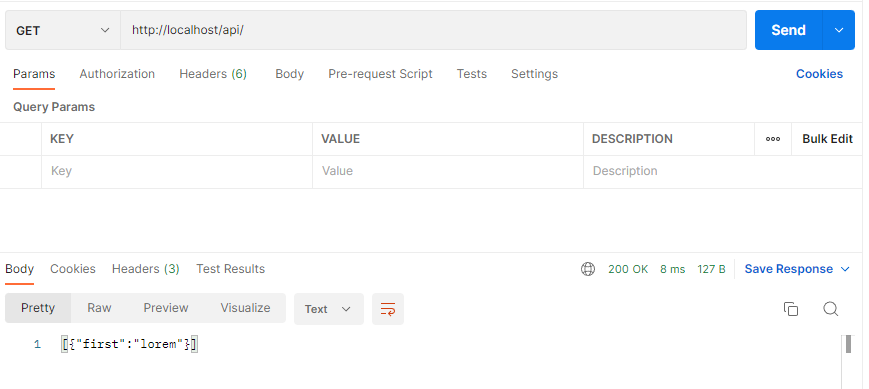 GET http://localhost/api/ Send
Params Authorization Headers (6) Body Pre-request Script Tests Settings Cookies
Query Params
KEY VALUE DESCRIPTION ooo Bulk Edit
Key Value Description
Body Cookies Headers (3) Test Results 200 OK 8 ms 127 B Save Response
Pretty Raw Preview Visualize Text
1 [{"first":"lorem"}]